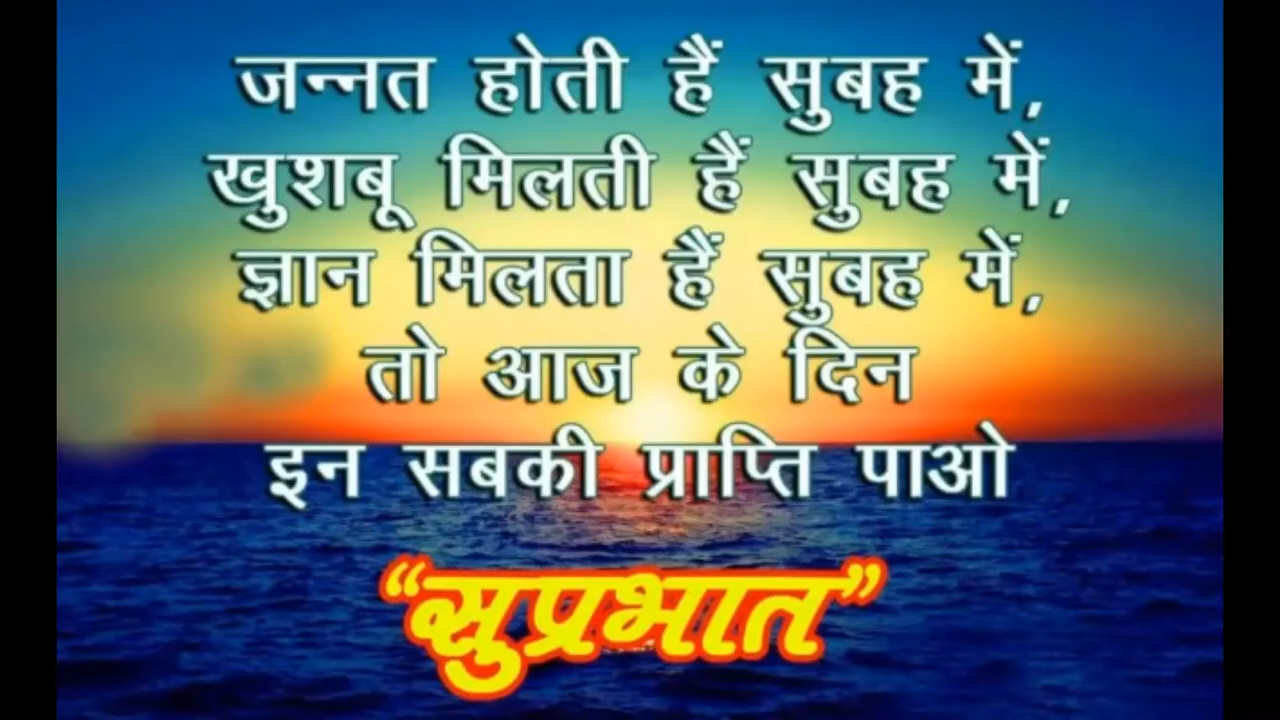 जन्नत होती हैं सुबह में,
खुशबू मिलती हैं सुबह में,
ज्ञान मिलता हैं सुबह में,
तो आज के दिन
इन सबकी प्राप्ति पाओ
“सुप्रभात”